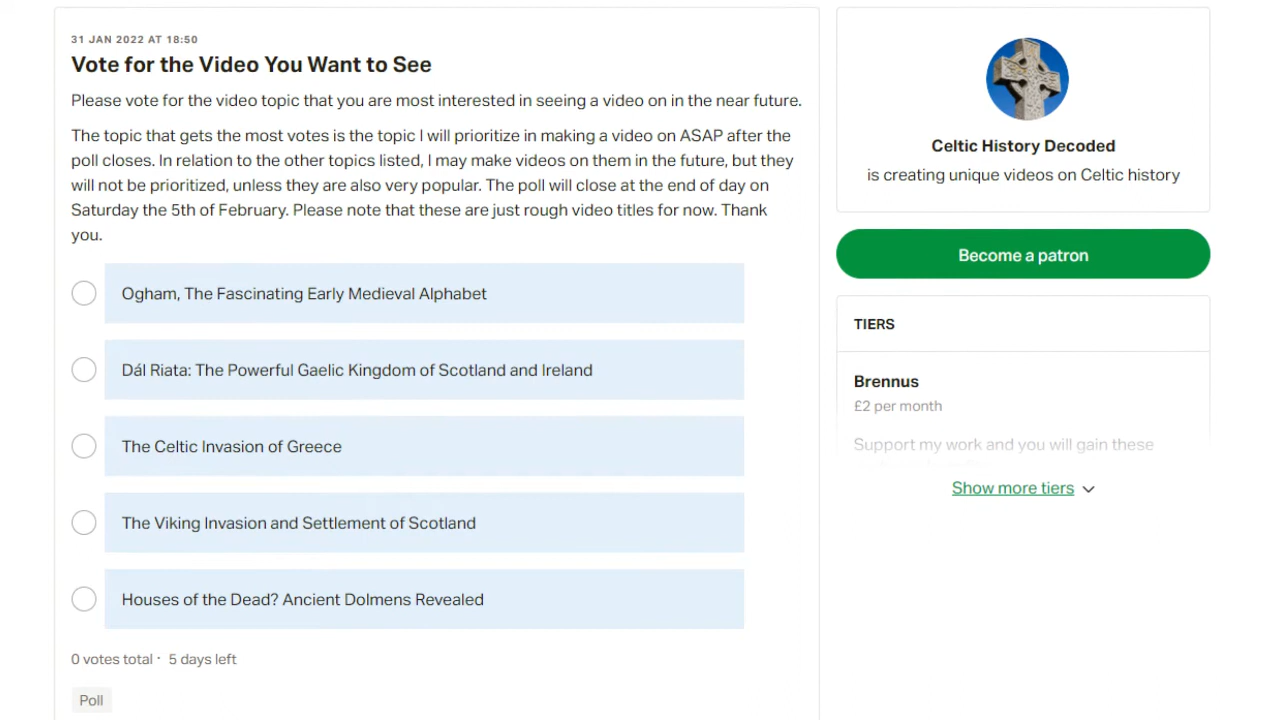 31 JAN 2022 AT 18:50
Vote for the Video You Want to See
Please vote for the video topic that you are most interested in seeing a video on in the near future.
The topic that gets the most votes is the topic I will prioritize in making a video on ASAP after the
poll closes. In relation to the other topics listed, I may make videos on them in the future, but they
will not be prioritized, unless they are also very popular. The poll will close at the end of day on
Saturday the 5th of February. Please note that these are just rough video titles for now. Thank
you.
Ogham, The Fascinating Early Medieval Alphabet
Dál Riata: The Powerful Gaelic Kingdom of Scotland and Ireland
The Celtic Invasion of Greece
The Viking Invasion and Settlement of Scotland
Houses of the Dead? Ancient Dolmens Revealed
0 votes total · 5 days left
Poll
Celtic History Decoded
is creating unique videos on Celtic history
Become a patron
TIERS
Brennus
£2 per month
Support my work and you will gain these
Show more tiers